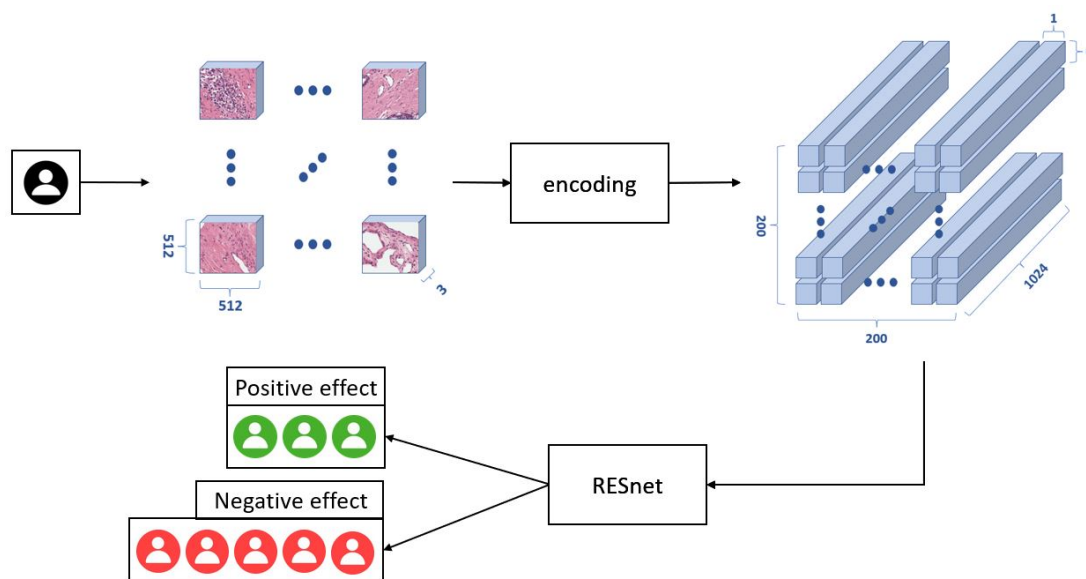 1
512
512
3
encoding
200
200
1024
Positive effect
Negative effect
RESnet